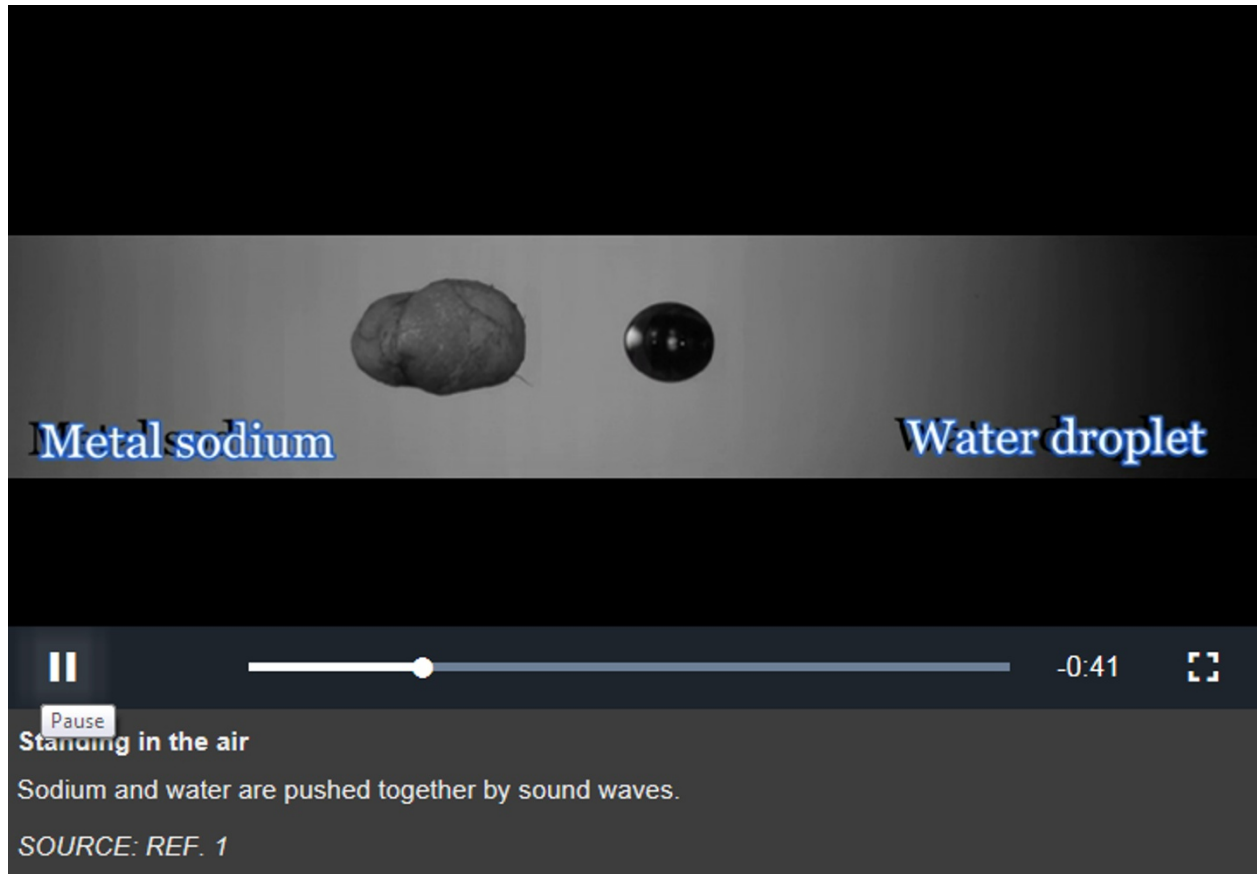 Metal sodium
Water droplet
-0:41
Pause
Standing in the air
Sodium and water are pushed together by sound waves.
SOURCE: REF. 1